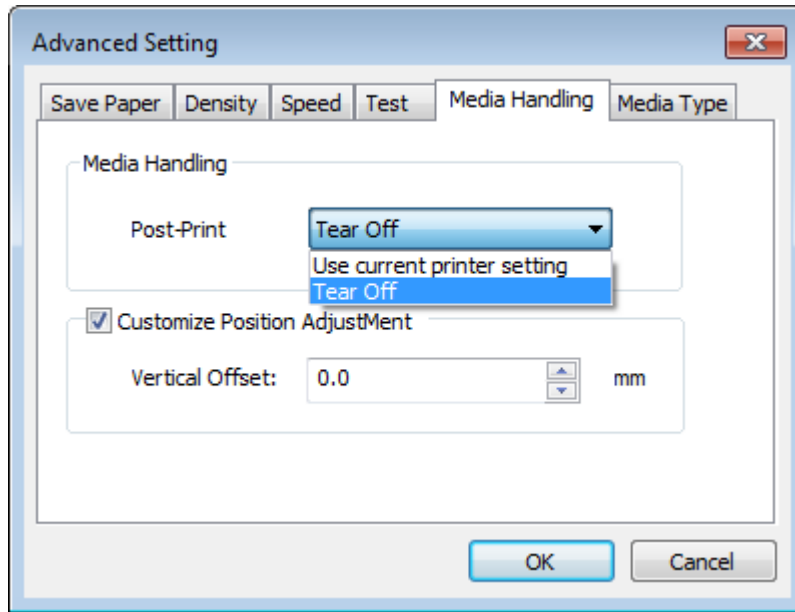 Advanced Setting
Save Paper Density Speed Test Media Handling Media Type
Media Handling
Post-Print Tear Off
Use current printer setting
Tear Off
Customize Position AdjustMent
Vertical Offset: 0.0 mm
OK Cancel